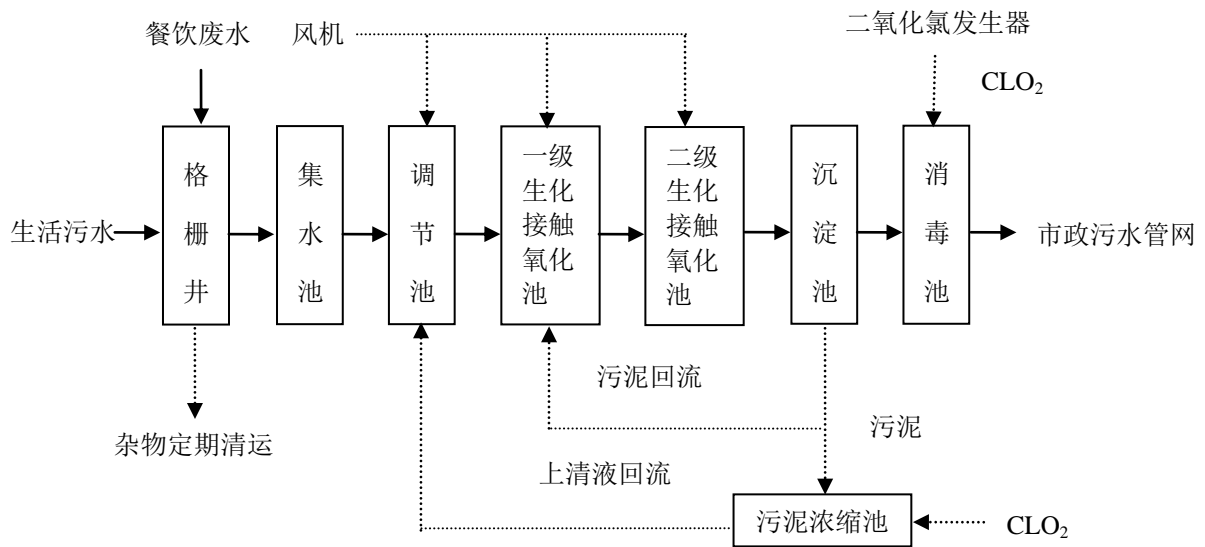 餐饮废水
风机
二氧化氯发生器
CLO₂
生活污水
格
栅
井
集
水
池
调
节
池
一级
生化
接触
氧化
池
二级
生化
接触
氧化
池
沉
淀
池
消
毒
池
市政污水管网
污泥回流
杂物定期清运
污泥
上清液回流
污泥浓缩池
CLO₂